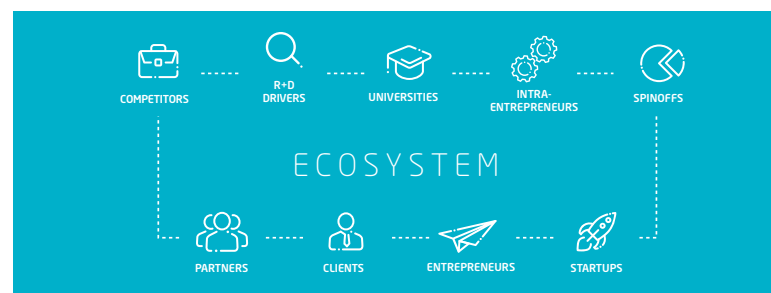 COMPETITORS
R+D
DRIVERS
UNIVERSITIES
INTRA-
ENTREPRENEURS
SPINOFFS
ECOSYSTEM
PARTNERS
CLIENTS
ENTREPRENEURS
STARTUPS